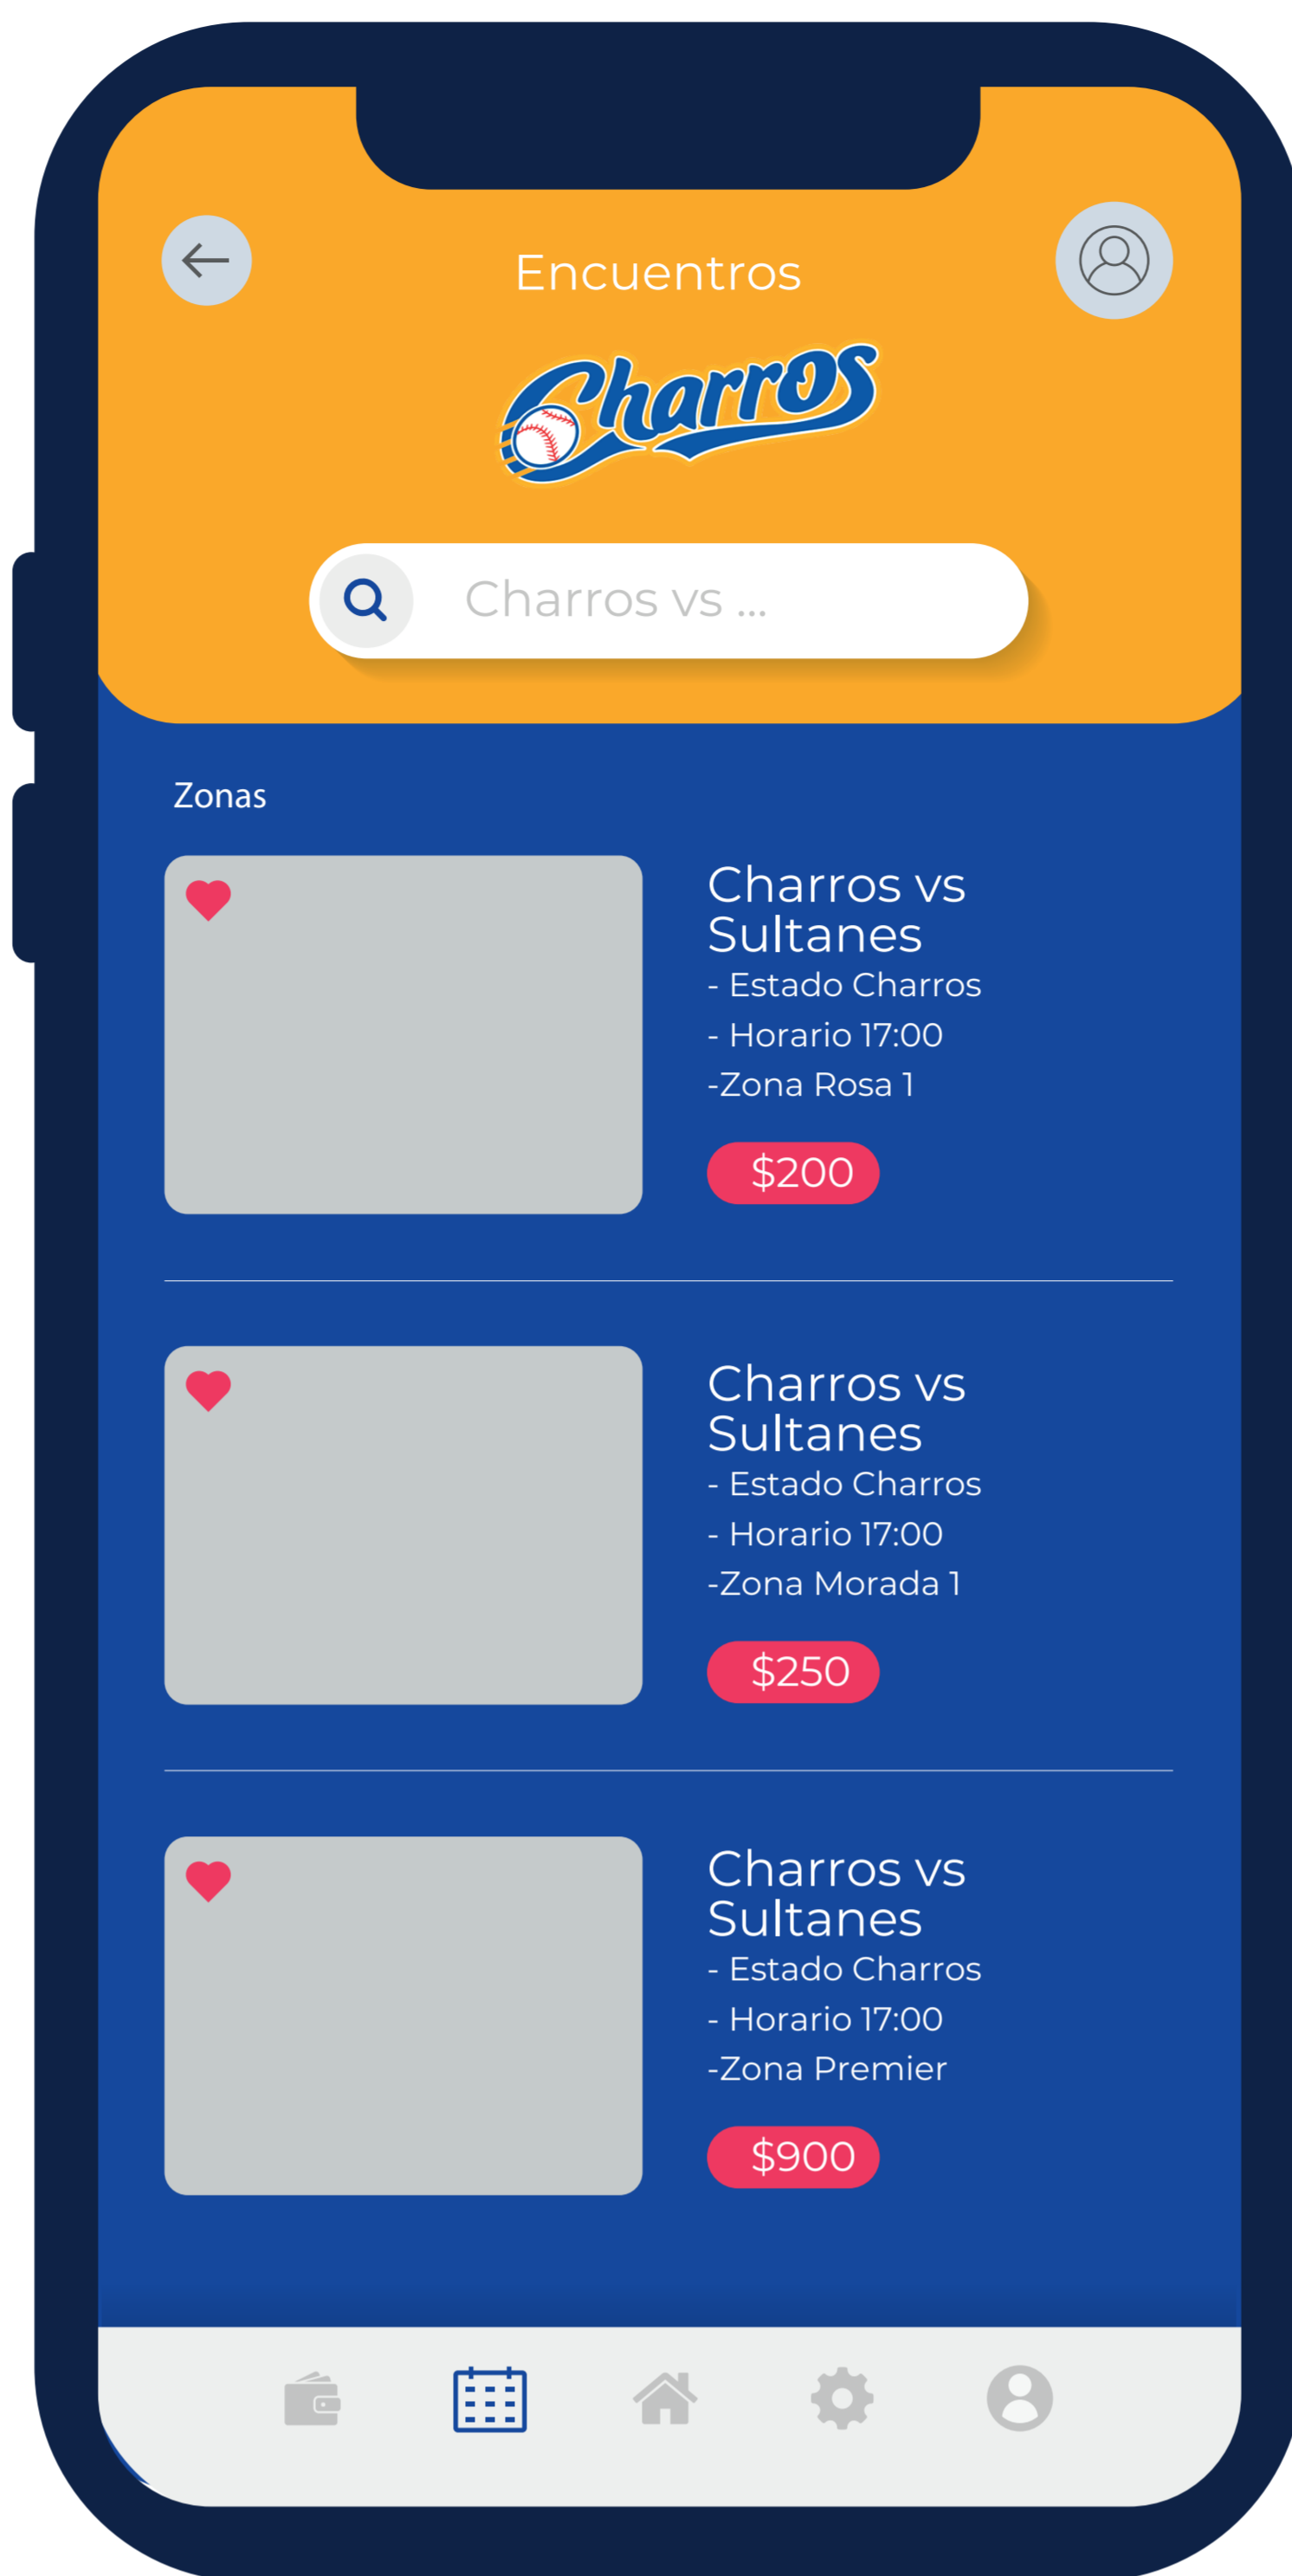 Encuentros
Charros
Charros vs ...
Zonas
Charros vs
Sultanes
- Estado Charros
- Horario 17:00
-Zona Rosa 1
$200
Charros vs
Sultanes
- Estado Charros
- Horario 17:00
-Zona Morada 1
$250
Charros vs
Sultanes
- Estado Charros
- Horario 17:00
-Zona Premier
$900